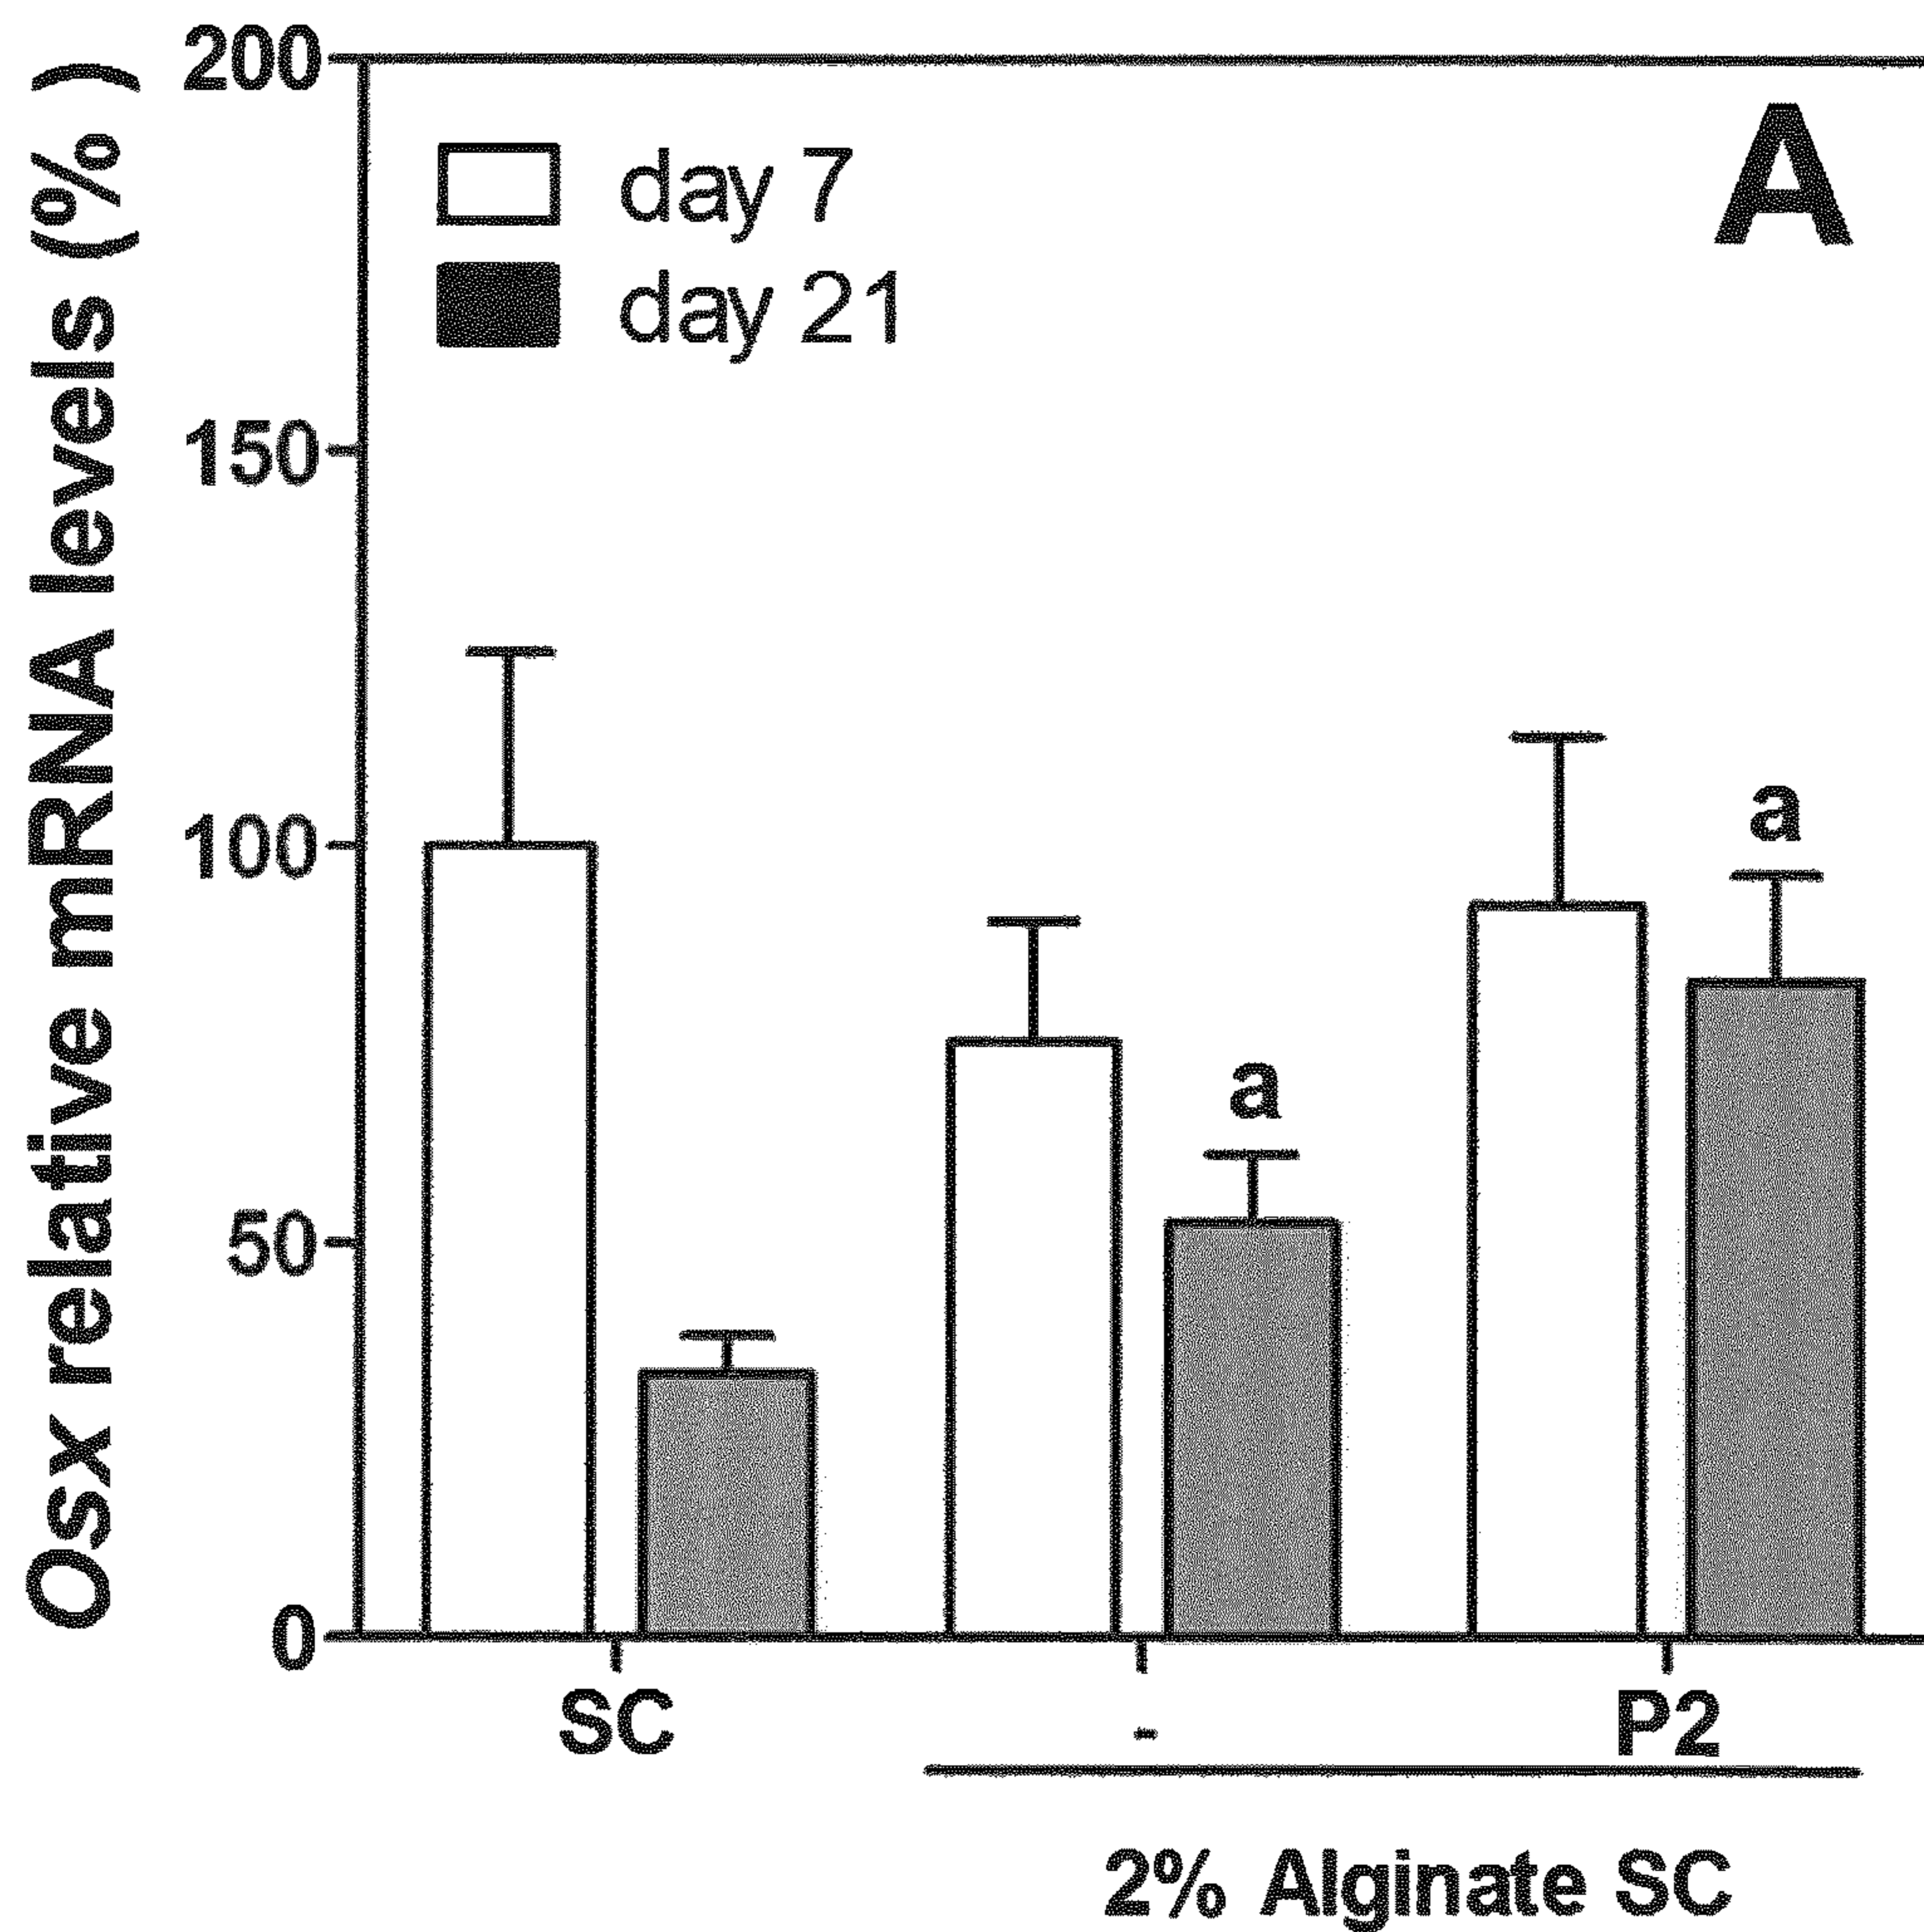 Osx relative mRNA levels (% )
200
150
100
50
0
day 7
day 21
A
a
a
SC
-
P2
2% Alginate SC